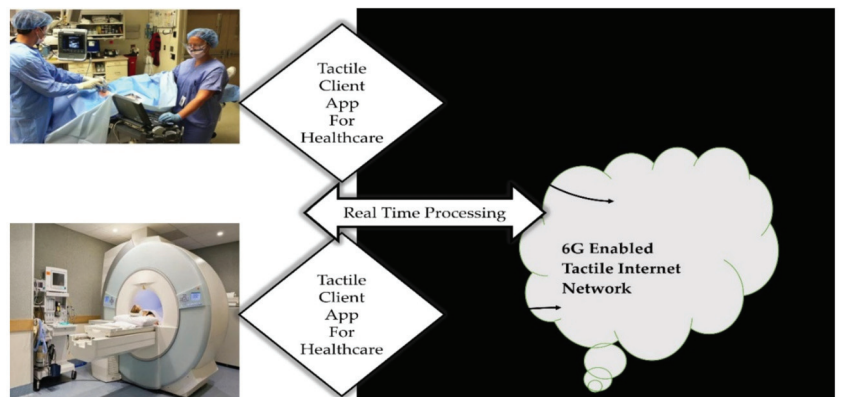 Tactile
Client
App
For
Healthcare
Real Time Processing
6G Enabled
Tactile Internet
Network
Tactile
Client
App
For
Healthcare